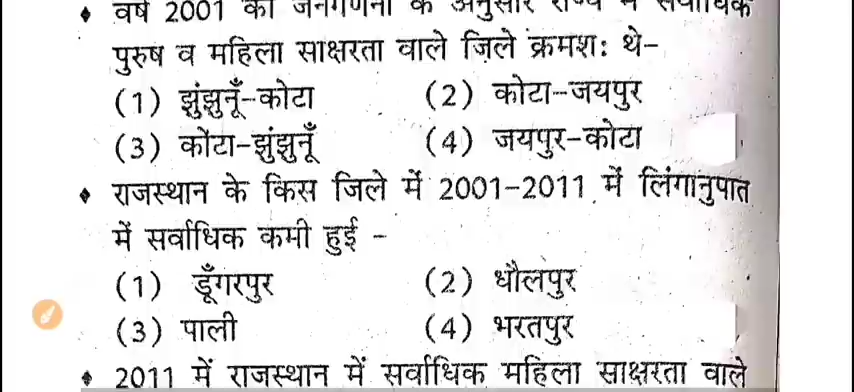 ♦ वर्ष 2001 की जनगणना के अनुसार राज्य में सर्वाधिक
पुरुष व महिला साक्षरता वाले ज़िले क्रमश: थे-
(1) झुंझुनूँ-कोटा (2) कोटा-जयपुर
(3) कोटा-झुंझुनूँ (4) जयपुर-कोटा
♦ राजस्थान के किस जिले में 2001-2011 में लिंगानुपात
में सर्वाधिक कमी हुई -
(1) डूँगरपुर (2) धौलपुर
(3) पाली (4) भरतपुर
♦ 2011 में राजस्थान में सर्वाधिक महिला साक्षरता वाले